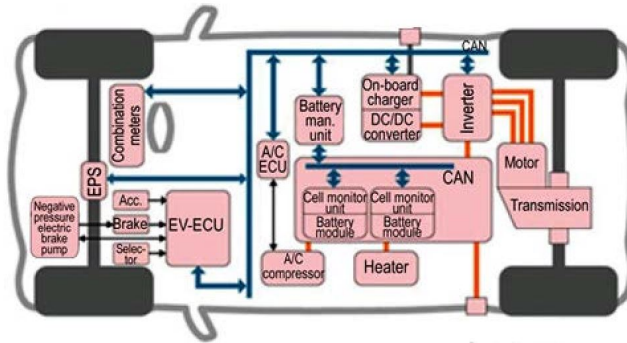 CAN
On-board
charger
DC/DC
converter
Inverter
Combination
meters
Battery
man.
unit
A/C
ECU
CAN
Motor
EPS
Cell monitor
unit
Battery
module
Cell monitor
unit
Battery
module
Transmission
Acc.
Negative
pressure
electric
brake
pump
Brake
EV-ECU
Selec-
tor
A/C
compressor
Heater